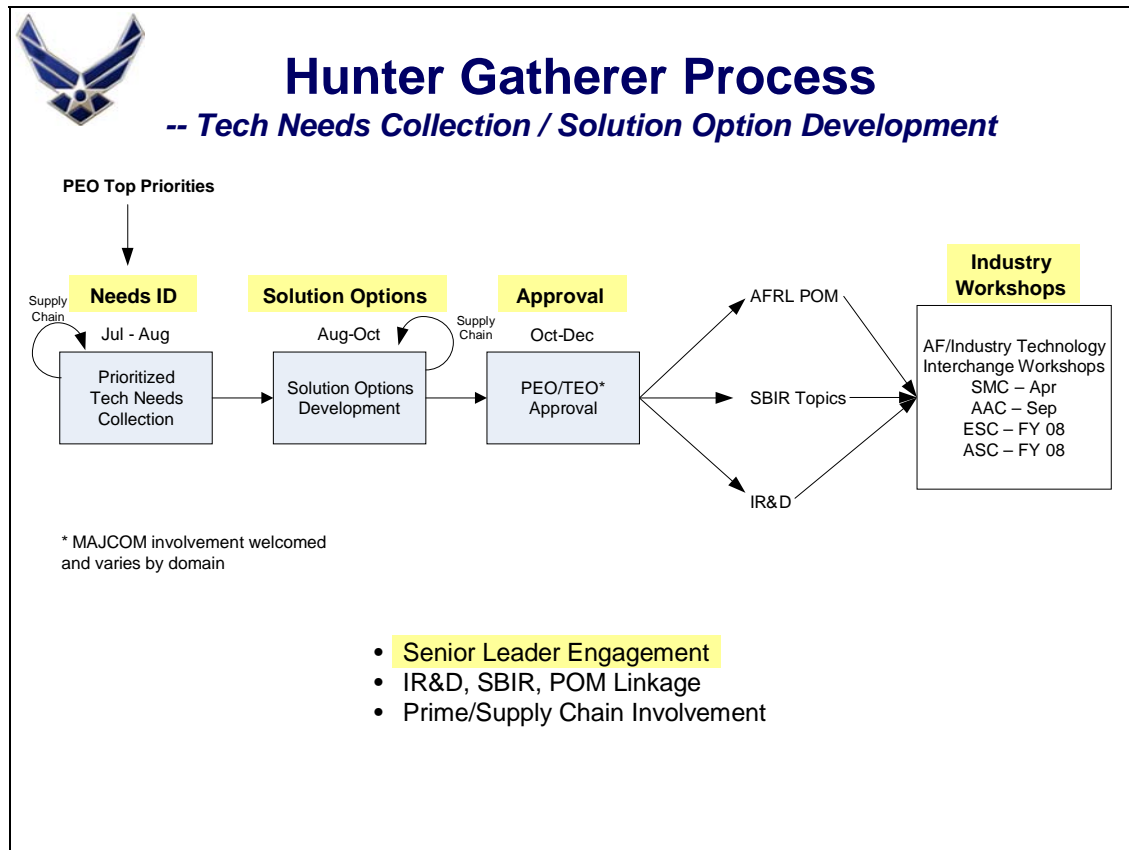 Hunter Gatherer Process
-- Tech Needs Collection / Solution Option Development
PEO Top Priorities
Needs ID
Supply
Chain
Jul - Aug
Prioritized
Tech Needs
Collection
Solution Options
Aug-Oct
Supply
Chain
Solution Options
Development
Approval
Oct-Dec
PEO/TEO*
Approval
AFRL POM
SBIR Topics
IR&D
Industry
Workshops
AF/Industry Technology
Interchange Workshops
SMC – Apr
AAC – Sep
ESC – FY 08
ASC – FY 08
* MAJCOM involvement welcomed
and varies by domain
• Senior Leader Engagement
• IR&D, SBIR, POM Linkage
• Prime/Supply Chain Involvement